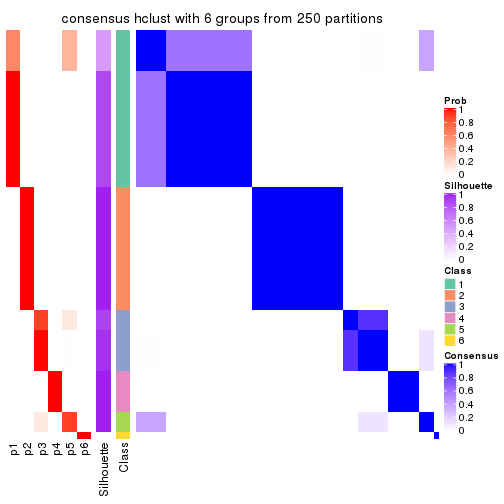 consensus hclust with 6 groups from 250 partitions
Prob
1
0.8
0.6
0.4
0.2
0
Silhouette
1
0.8
0.6
0.4
0.2
0
Class
1
2
3
4
5
6
Consensus
1
0.8
0.6
0.4
0.2
0
p1
p2
p3
p4
p5
p6
Silhouette
Class